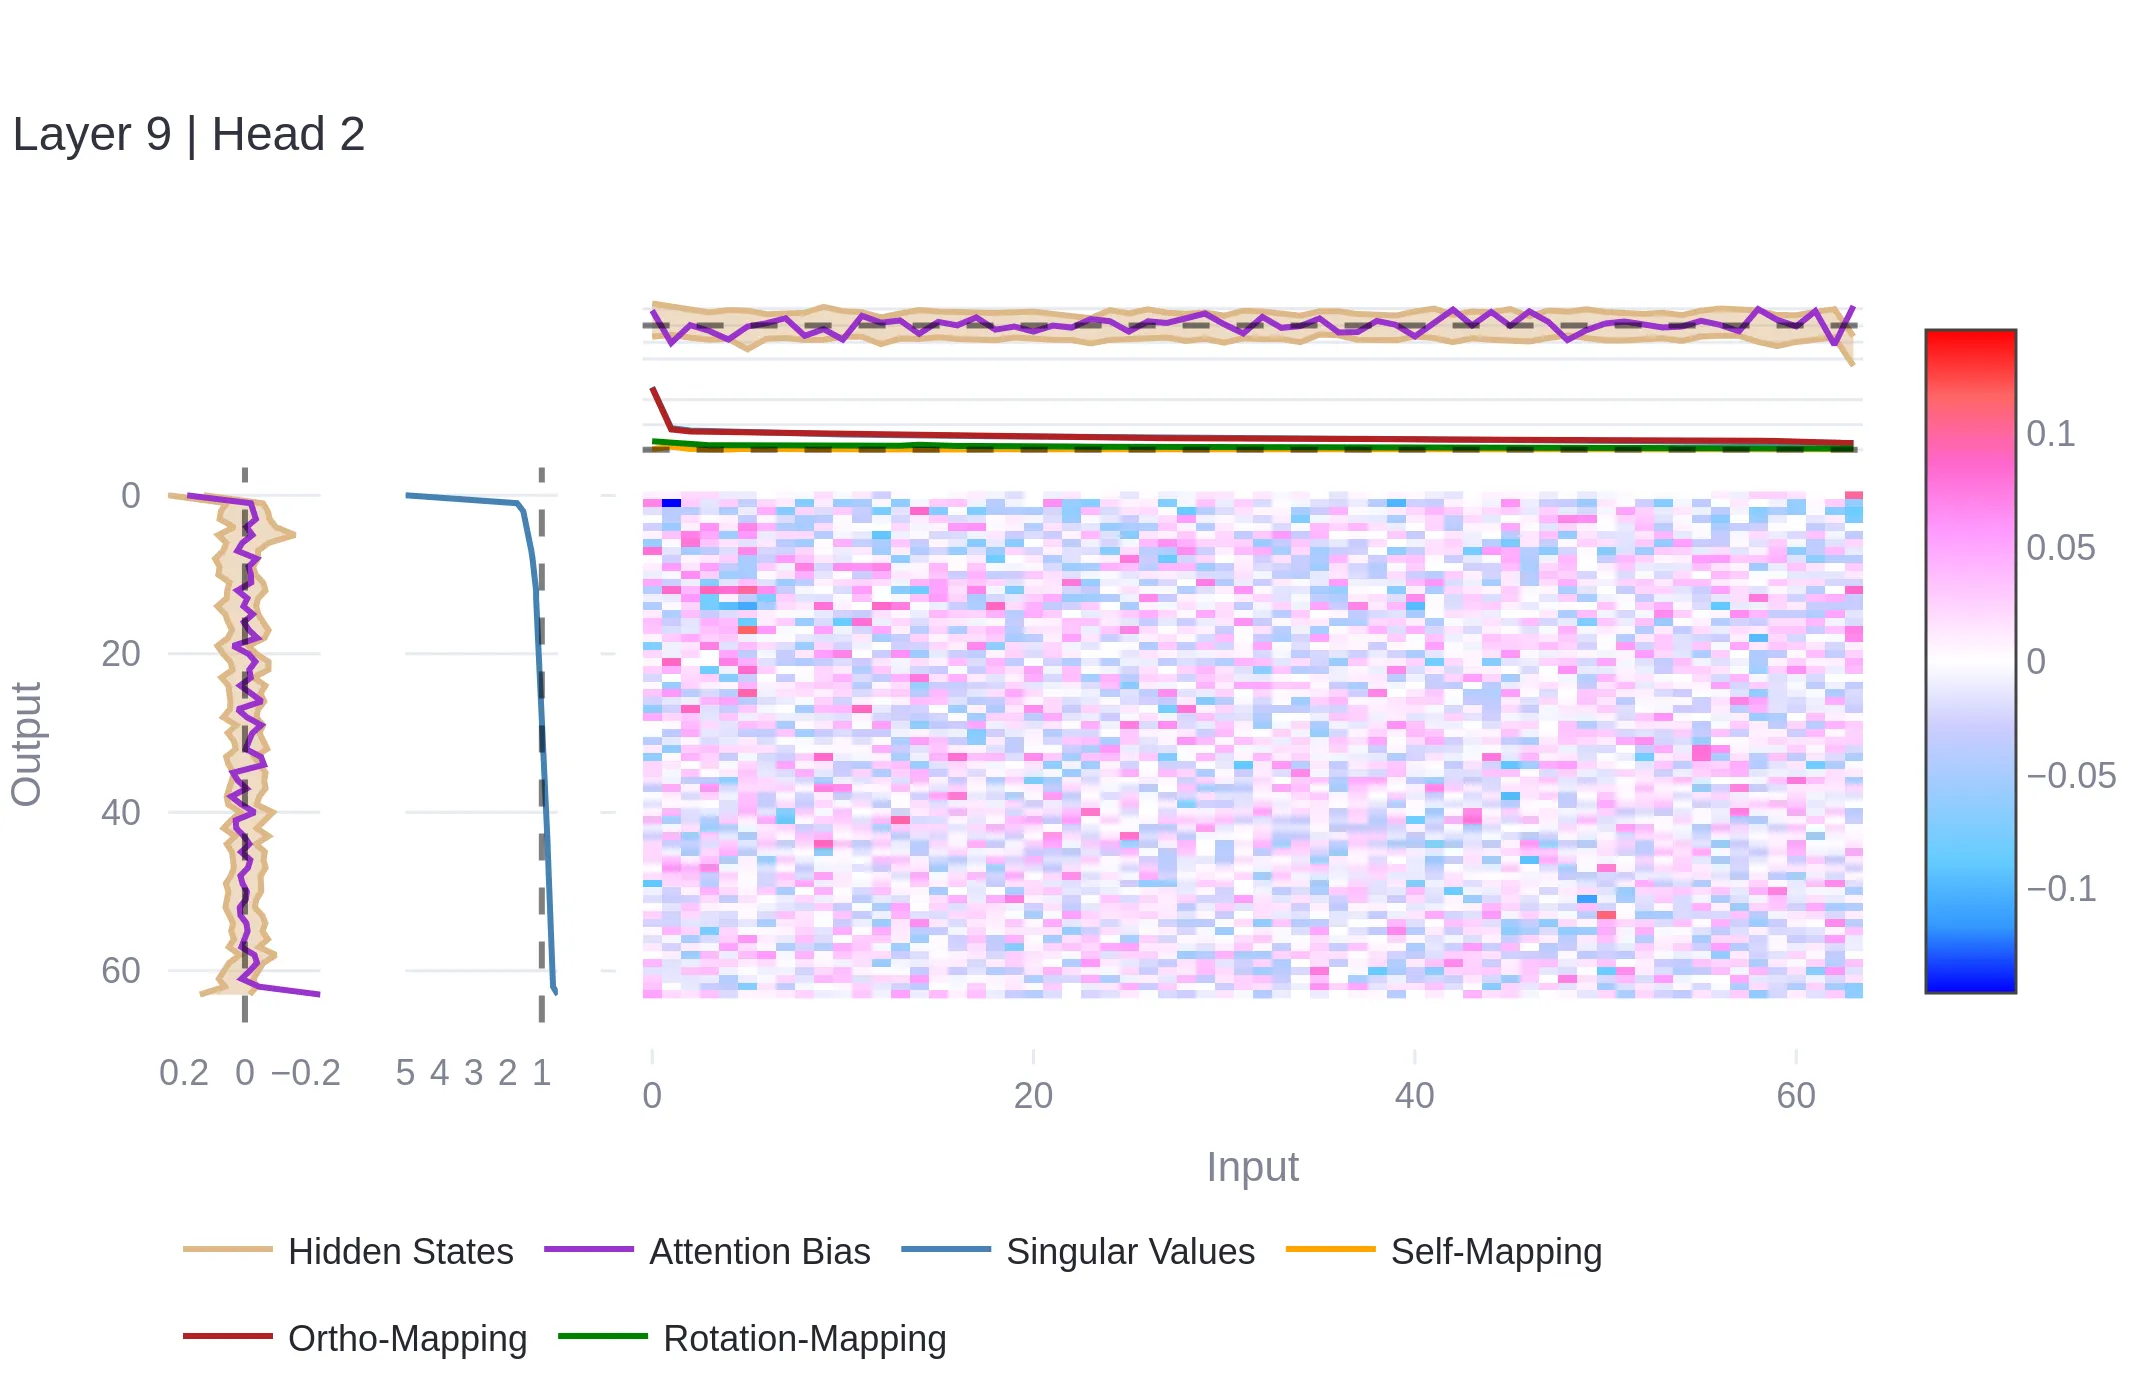 Layer 9 | Head 2
0
20
40
60
Output
0.2 0 −0.2
5 4 3 2 1
0 20 40 60
Input
0.1
0.05
0
−0.05
−0.1
Hidden States Attention Bias Singular Values Self-Mapping
Ortho-Mapping Rotation-Mapping